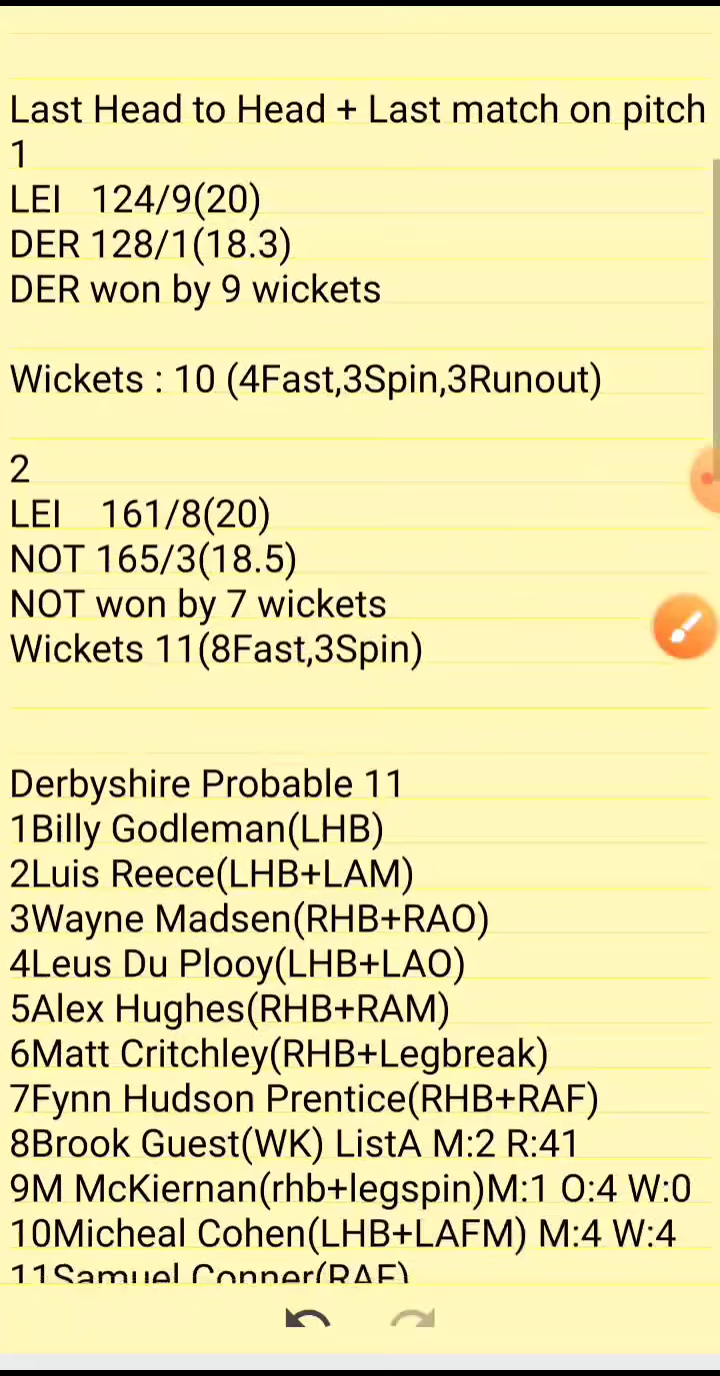 Last Head to Head + Last match on pitch
1
LEI 124/9(20)
DER 128/1(18.3)
DER won by 9 wickets
Wickets : 10 (4Fast,3Spin,3Runout)
2
LEI 161/8(20)
NOT 165/3(18.5)
NOT won by 7 wickets
Wickets 11(8Fast,3Spin)
Derbyshire Probable 11
1Billy Godleman(LHB)
2Luis Reece(LHB+LAM)
3Wayne Madsen(RHB+RAO)
4Leus Du Plooy(LHB+LAO)
5Alex Hughes(RHB+RAM)
6Matt Critchley(RHB+Legbreak)
7Fynn Hudson Prentice(RHB+RAF)
8Brook Guest(WK) ListA M:2 R:41
9M McKiernan(rhb+legspin)M:1 O:4 W:0
10Micheal Cohen(LHB+LAFM) M:4 W:4
11Samuel Conner(RAF)